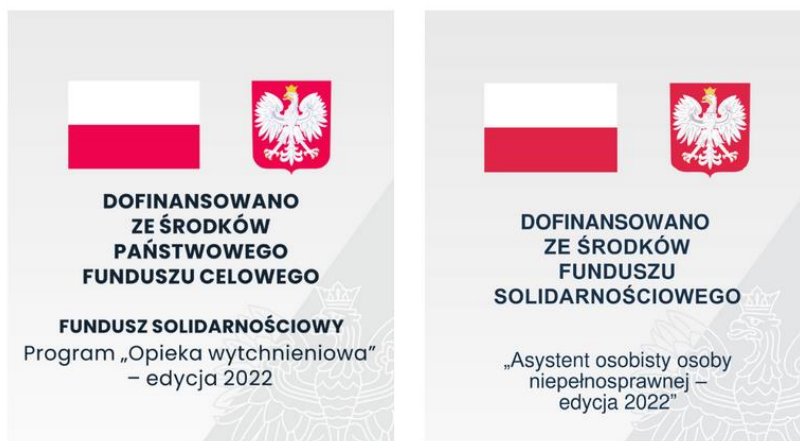 DOFINANSOWANO
ZE ŚRODKÓW
PAŃSTWOWEGO
FUNDUSZU CELOWEGO
FUNDUSZ SOLIDARNOŚCIOWY
Program „Opieka wytchnieniowa”
– edycja 2022
DOFINANSOWANO
ZE ŚRODKÓW
FUNDUSZU
SOLIDARNOŚCIOWEGO
„Asystent osobisty osoby
niepełnosprawnej –
edycja 2022”